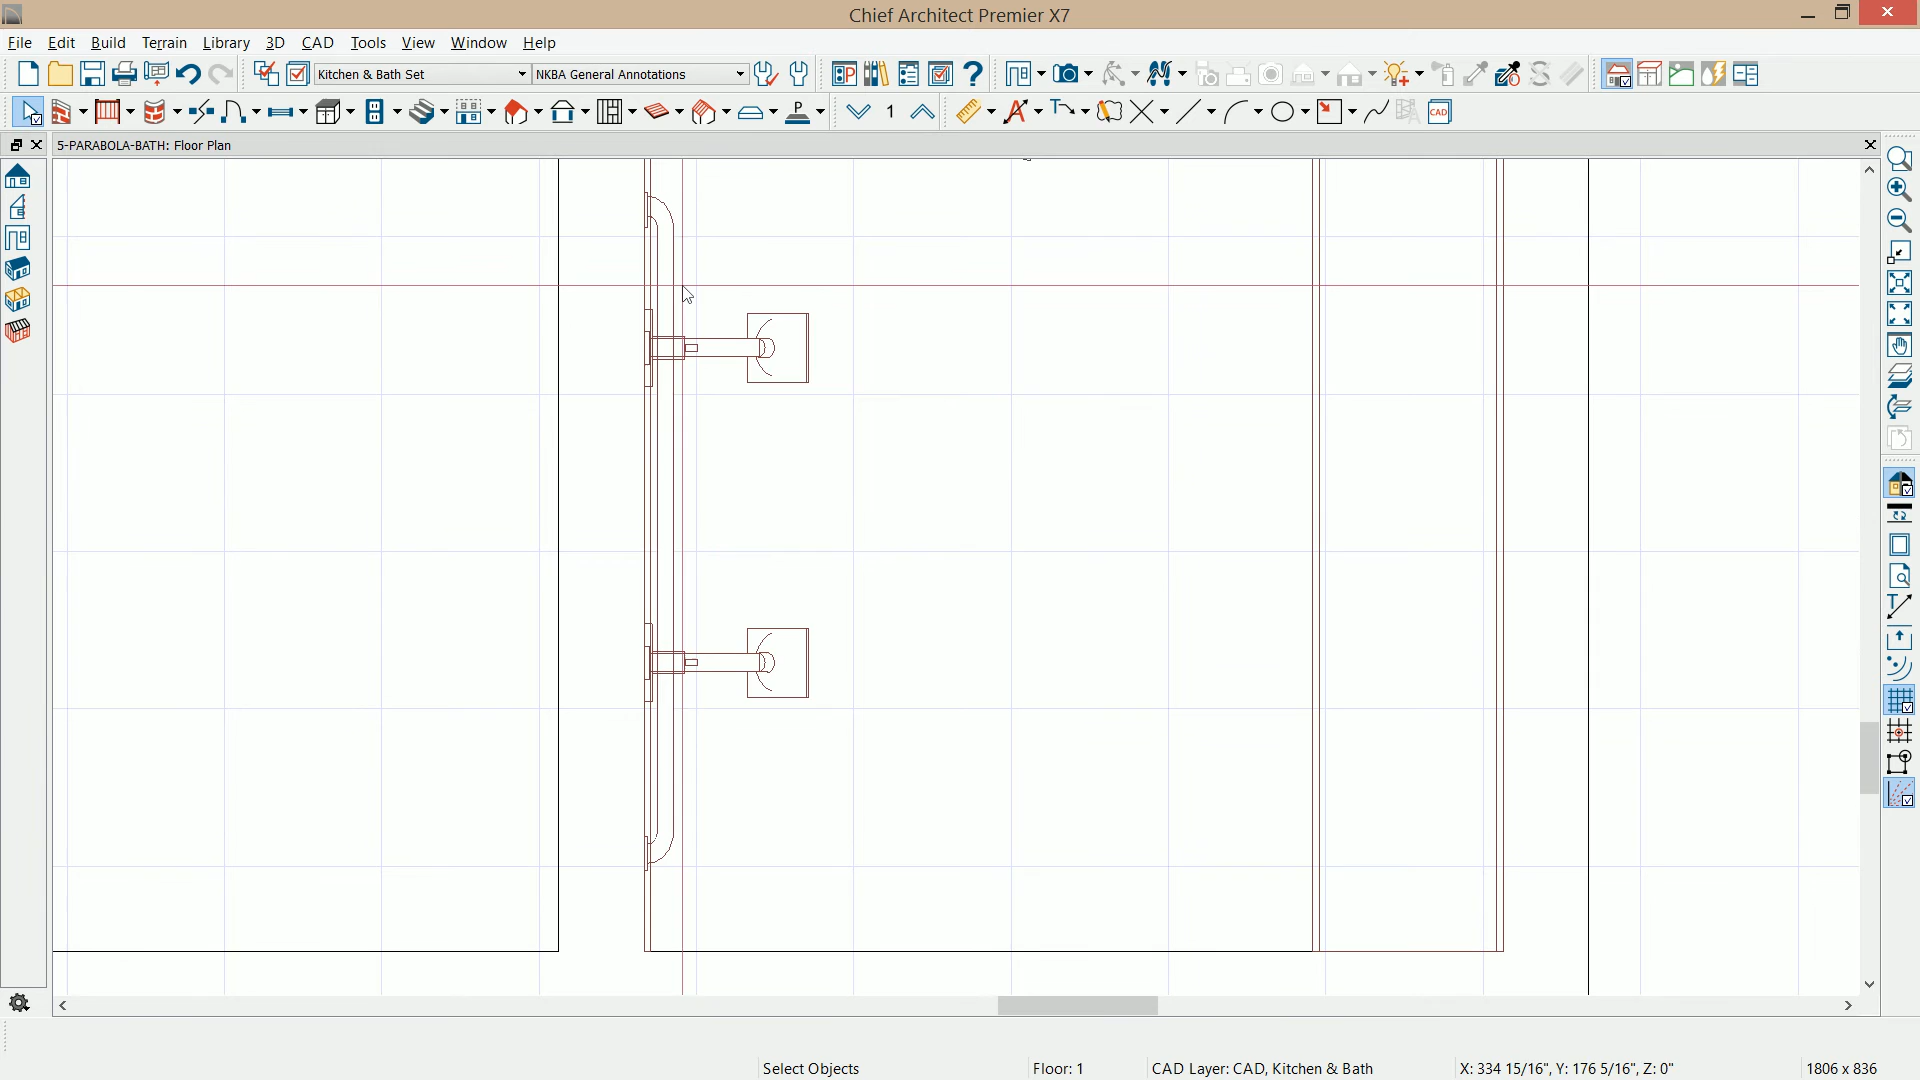 Chief Architect Premier X7
File Edit Build Terrain Library 3D CAD Tools View Window Help
Kitchen & Bath Set NKBA General Annotations
1
CAD
5-PARABOLA-BATH: Floor Plan
Select Objects Floor: 1 CAD Layer: CAD, Kitchen & Bath X: 334 15/16", Y: 176 5/16", Z: 0" 1806 x 836